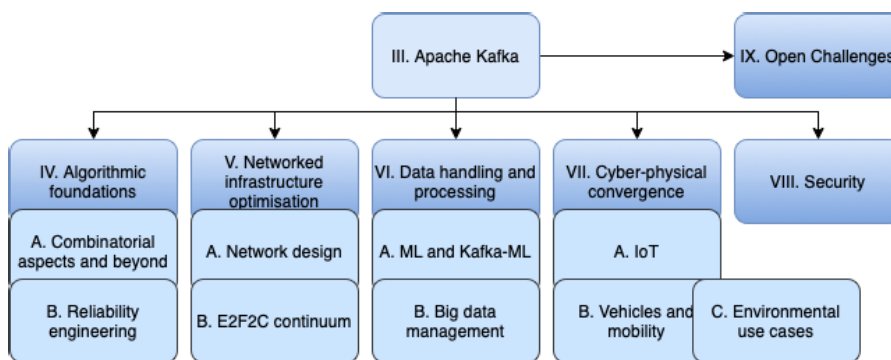 III. Apache Kafka
IX. Open Challenges
IV. Algorithmic
foundations
V. Networked
infrastructure
optimisation
VI. Data handling and
processing
VII. Cyber-physical
convergence
VIII. Security
A. Combinatorial
aspects and beyond
A. Network design
A. ML and Kafka-ML
A. IoT
B. Reliability
engineering
B. E2F2C continuum
B. Big data
management
B. Vehicles and
mobility
C. Environmental
use cases